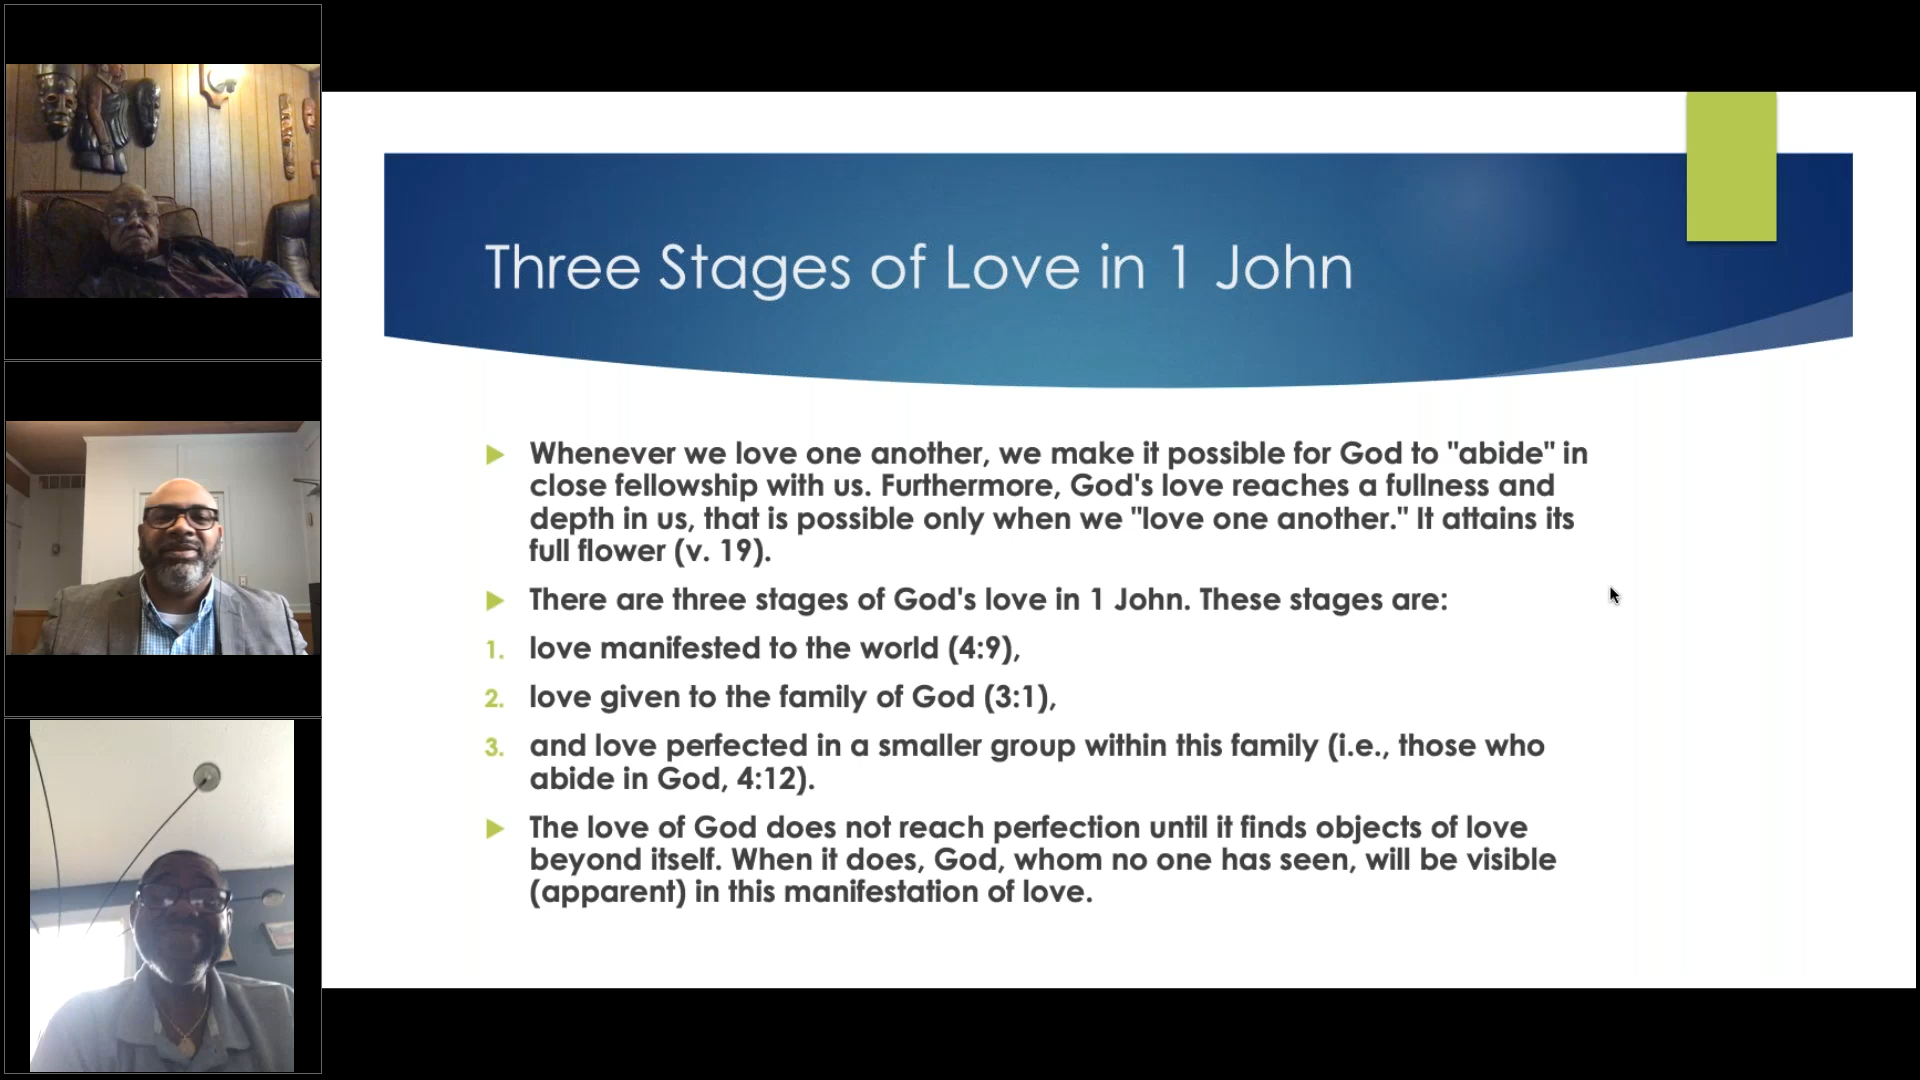 Three Stages of Love in 1 John
Whenever we love one another, we make it possible for God to "abide" in
close fellowship with us. Furthermore, God's love reaches a fullness and
depth in us, that is possible only when we "love one another." It attains its
full flower (v. 19).
There are three stages of God's love in 1 John. These stages are:
1. love manifested to the world (4:9),
2. love given to the family of God (3:1),
3. and love perfected in a smaller group within this family (i.e., those who
abide in God, 4:12).
The love of God does not reach perfection until it finds objects of love
beyond itself. When it does, God, whom no one has seen, will be visible
(apparent) in this manifestation of love.